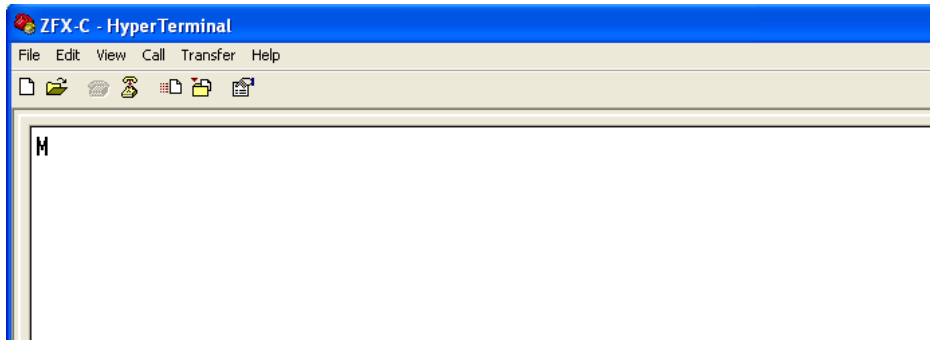 ZFX-C - HyperTerminal
File Edit View Call Transfer Help
M